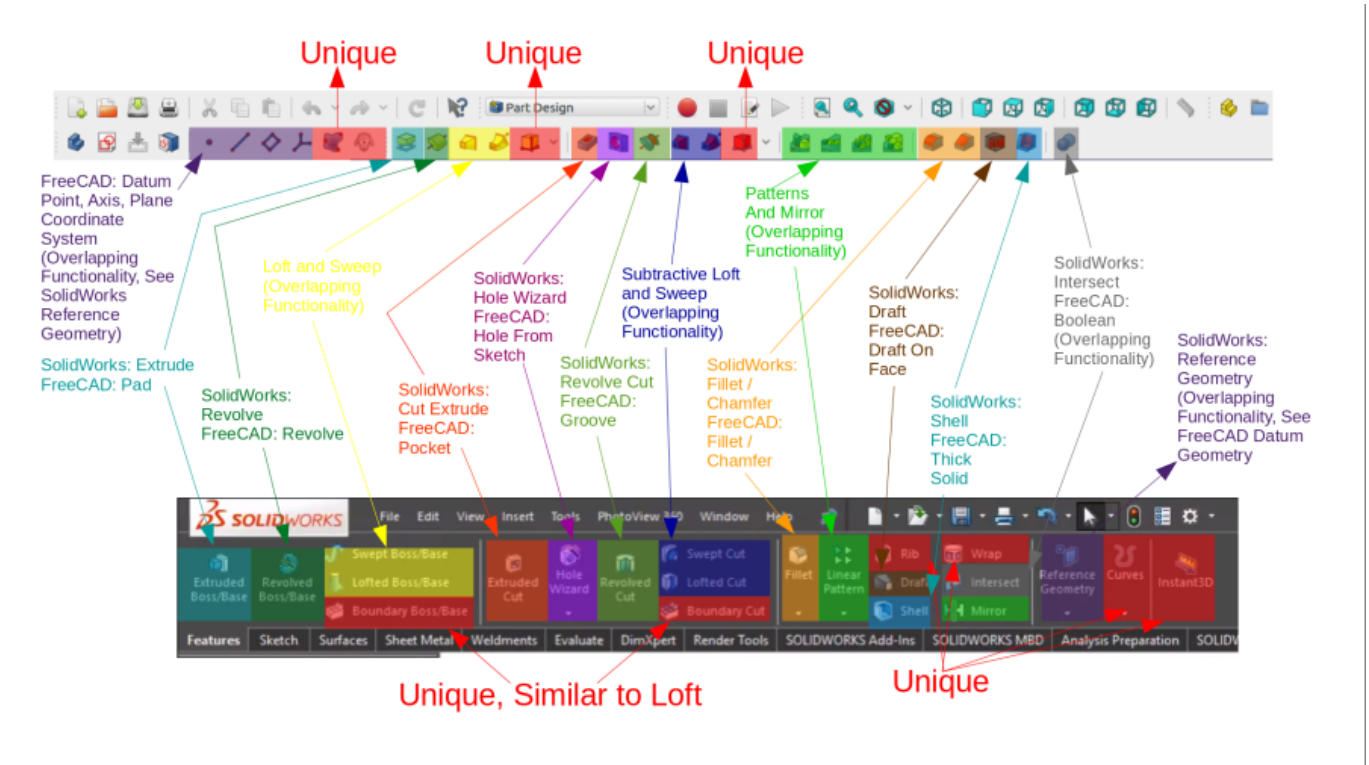 Unique
Unique
Unique
Part Design
FreeCAD: Datum
Point, Axis, Plane
Coordinate
System
(Overlapping
Functionality, See
SolidWorks
Reference
Geometry)
SolidWorks: Extrude
FreeCAD: Pad
SolidWorks:
Revolve
FreeCAD: Revolve
Loft and Sweep
(Overlapping
Functionality)
SolidWorks:
Cut Extrude
FreeCAD:
Pocket
SolidWorks:
Hole Wizard
FreeCAD:
Hole From
Sketch
SolidWorks:
Revolve Cut
FreeCAD:
Groove
Subtractive Loft
and Sweep
(Overlapping
Functionality)
Patterns
And Mirror
(Overlapping
Functionality)
SolidWorks:
Fillet /
Chamfer
FreeCAD:
Fillet /
Chamfer
SolidWorks:
Draft
FreeCAD:
Draft On
Face
SolidWorks:
Shell
FreeCAD:
Thick
Solid
SolidWorks:
Intersect
FreeCAD:
Boolean
(Overlapping
Functionality)
SolidWorks:
Reference
Geometry
(Overlapping
Functionality, See
FreeCAD Datum
Geometry
SOLIDWORKS File Edit View Insert Tools PhotoView 360 Window Help
Extruded
Boss/Base
Revolved
Boss/Base
Swept Boss/Base
Lofted Boss/Base
Boundary Boss/Base
Extruded
Cut
Hole
Wizard
Revolved
Cut
Swept Cut
Lofted Cut
Boundary Cut
Fillet
Linear
Pattern
Rib
Draft
Shell
Wrap
Intersect
Mirror
Reference
Geometry
Curves
Instant3D
Features Sketch Surfaces Sheet Metal Weldments Evaluate DimXpert Render Tools SOLIDWORKS Add-Ins SOLIDWORKS MBD Analysis Preparation SOLIDW
Unique, Similar to Loft
Unique